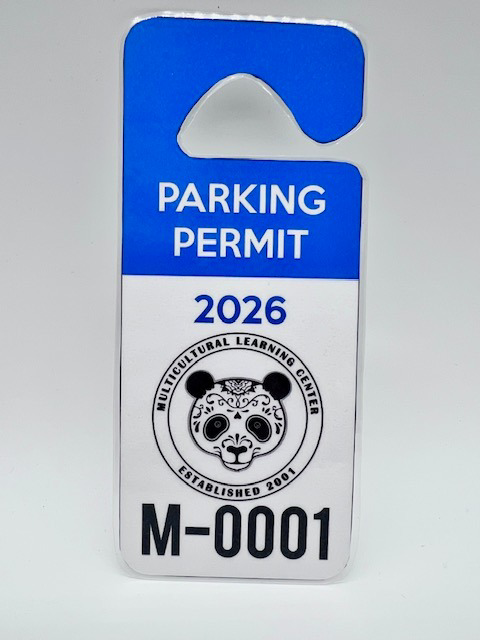 PARKING
PERMIT
2026
MULTICULTURAL LEARNING CENTER
ESTABLISHED 2001
M-0001